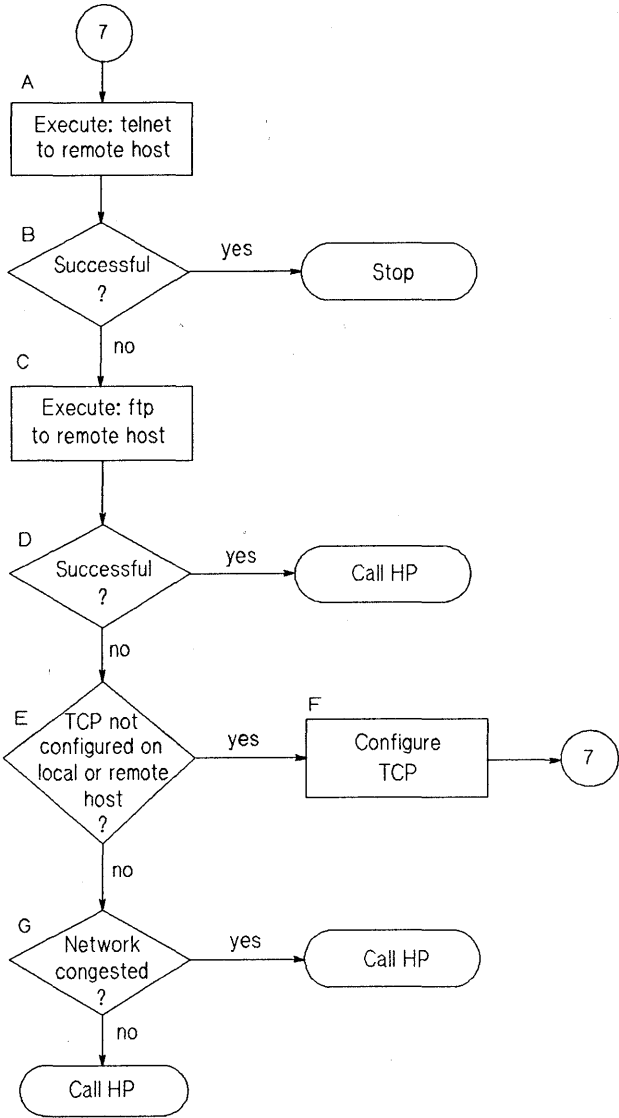 7
A
Execute: telnet
to remote host
B
Successful
?
yes
Stop
no
C
Execute: ftp
to remote host
D
Successful
?
yes
Call HP
no
E
TCP not
configured on
local or remote
host
?
yes
F
Configure
TCP
7
no
G
Network
congested
?
yes
Call HP
no
Call HP